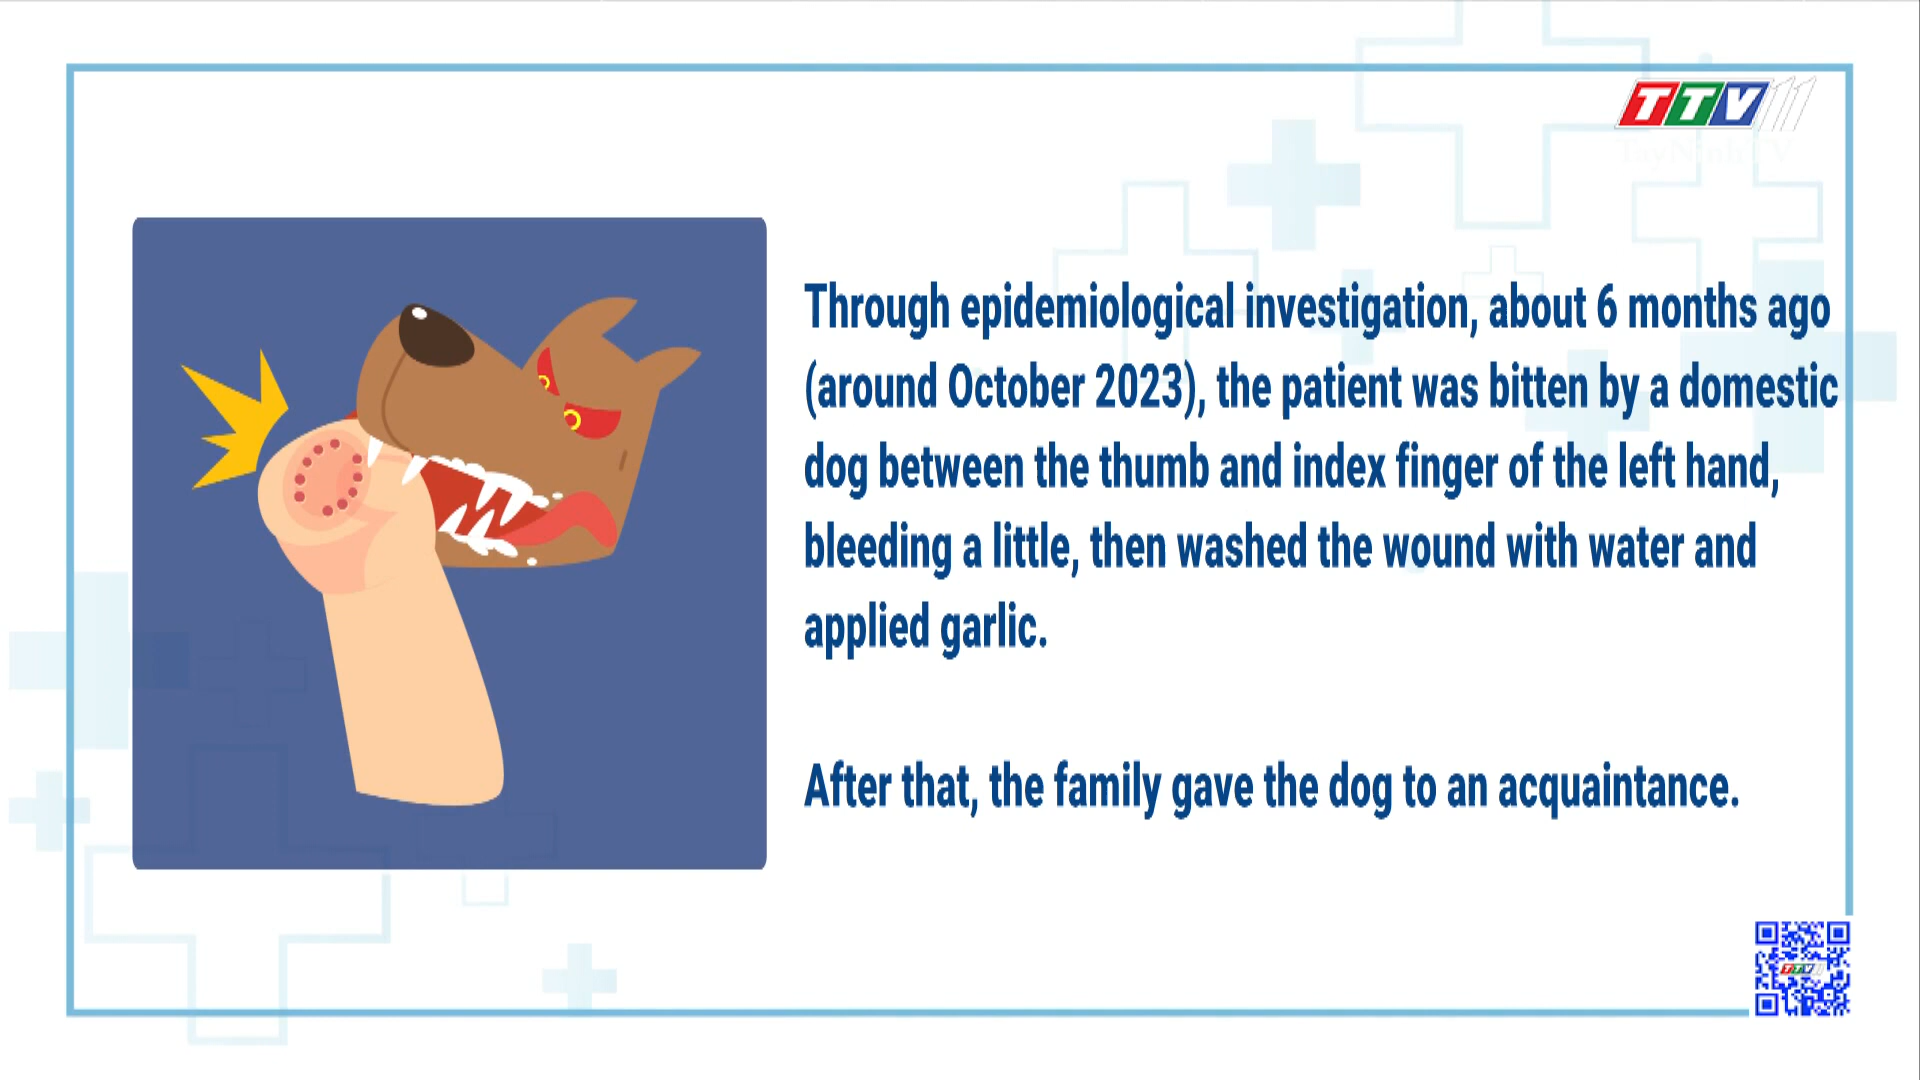 TTV11
TayNinhTV
Through epidemiological investigation, about 6 months ago
(around October 2023), the patient was bitten by a domestic
dog between the thumb and index finger of the left hand,
bleeding a little, then washed the wound with water and
applied garlic.
After that, the family gave the dog to an acquaintance.
TTV